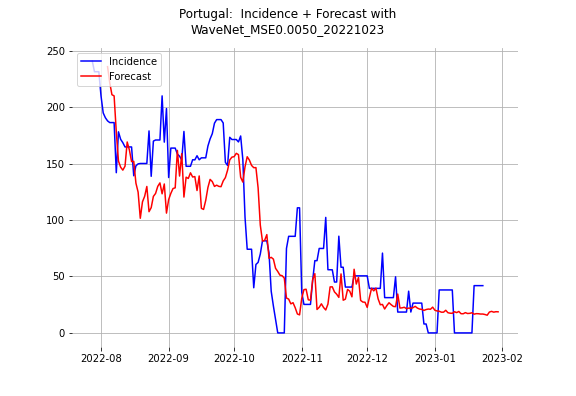 Portugal:  Incidence + Forecast with
WaveNet_MSE0.0050_20221023
Incidence
Forecast
250
200
150
100
50
0
2022-08 2022-09 2022-10 2022-11 2022-12 2023-01 2023-02